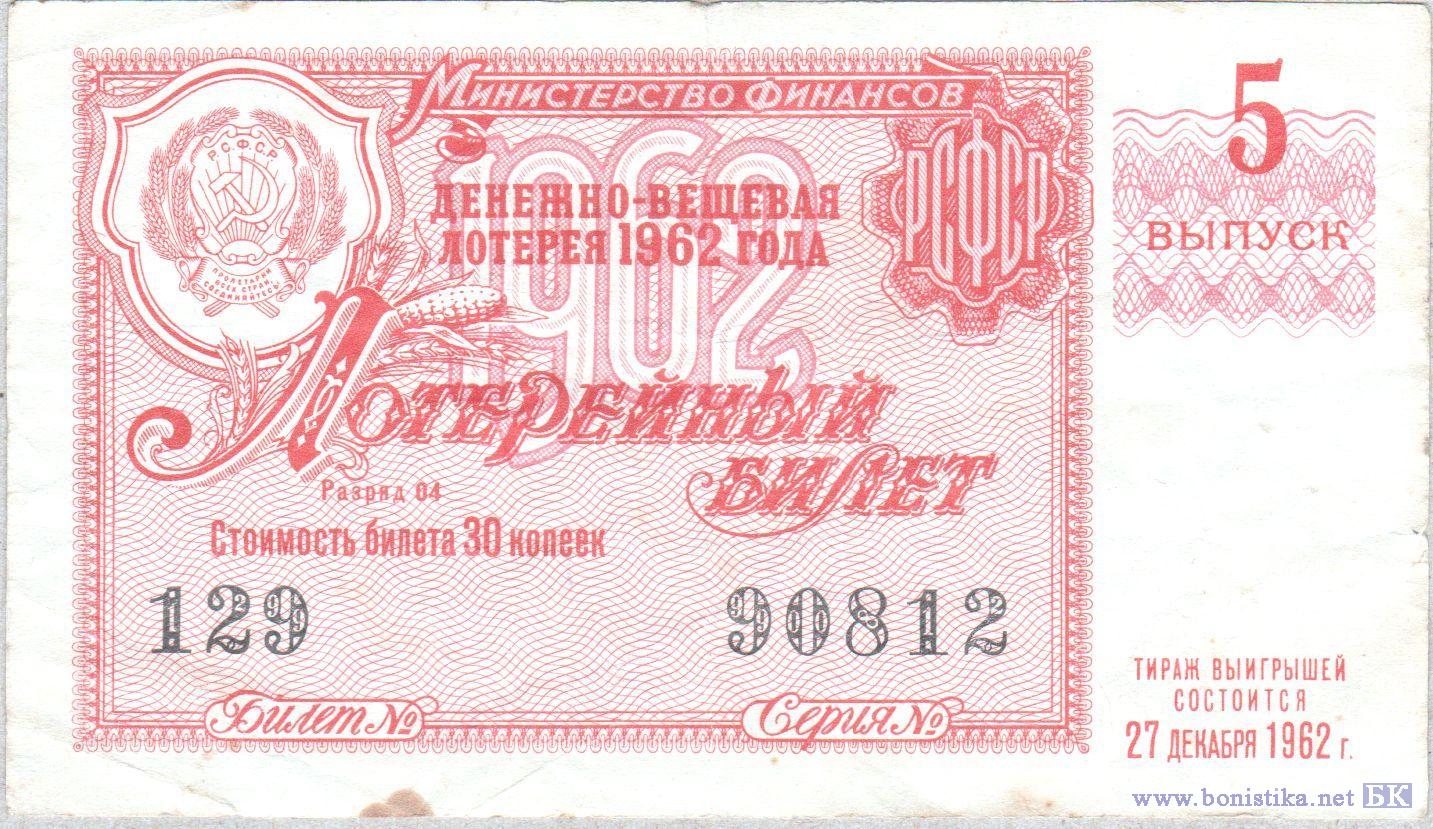 Министерство финансов
РСФСР
Р.С.Ф.С.Р.
ПРОЛЕТАРИИ
ВСЕХ СТРАН,
СОЕДИНЯЙТЕСЬ!
1962
ДЕНЕЖНО-ВЕЩЕВАЯ
ЛОТЕРЕЯ 1962 ГОДА
Лотерейный
билет
Разряд 04
Стоимость билета 30 копеек
129 90812
Билет № Серия №
5
ВЫПУСК
ТИРАЖ ВЫИГРЫШЕЙ
СОСТОИТСЯ
27 ДЕКАБРЯ 1962 г.
www.bonistika.net БК